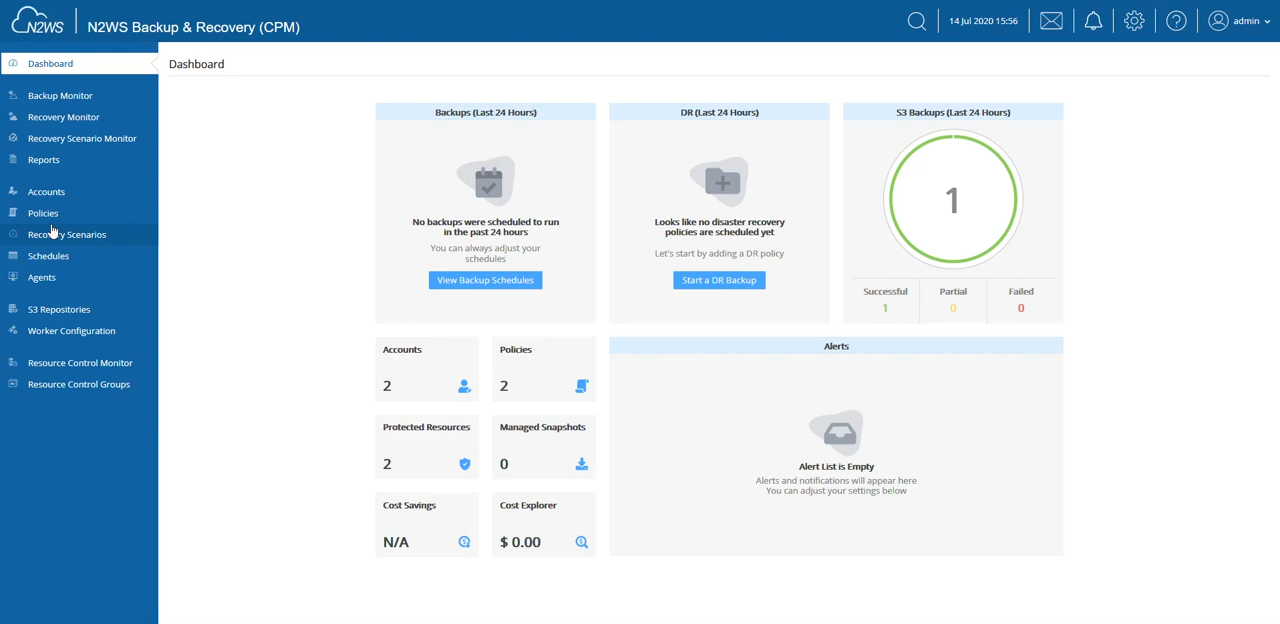 N2WS
N2WS Backup & Recovery (CPM)
14 Jul 2020 15:56
admin
Dashboard
Backup Monitor
Recovery Monitor
Recovery Scenario Monitor
Reports
Accounts
Policies
Recovery Scenarios
Schedules
Agents
S3 Repositories
Worker Configuration
Resource Control Monitor
Resource Control Groups
Dashboard
Backups (Last 24 Hours)
No backups were scheduled to run
in the past 24 hours
You can always adjust your
schedules
View Backup Schedules
DR (Last 24 Hours)
Looks like no disaster recovery
policies are scheduled yet
Let's start by adding a DR policy
Start a DR Backup
S3 Backups (Last 24 Hours)
1
Successful
1
Partial
0
Failed
0
Accounts
2
Policies
2
Protected Resources
2
Managed Snapshots
0
Cost Savings
N/A
Cost Explorer
$ 0.00
Alerts
Alert List is Empty
Alerts and notifications will appear here
You can adjust your settings below